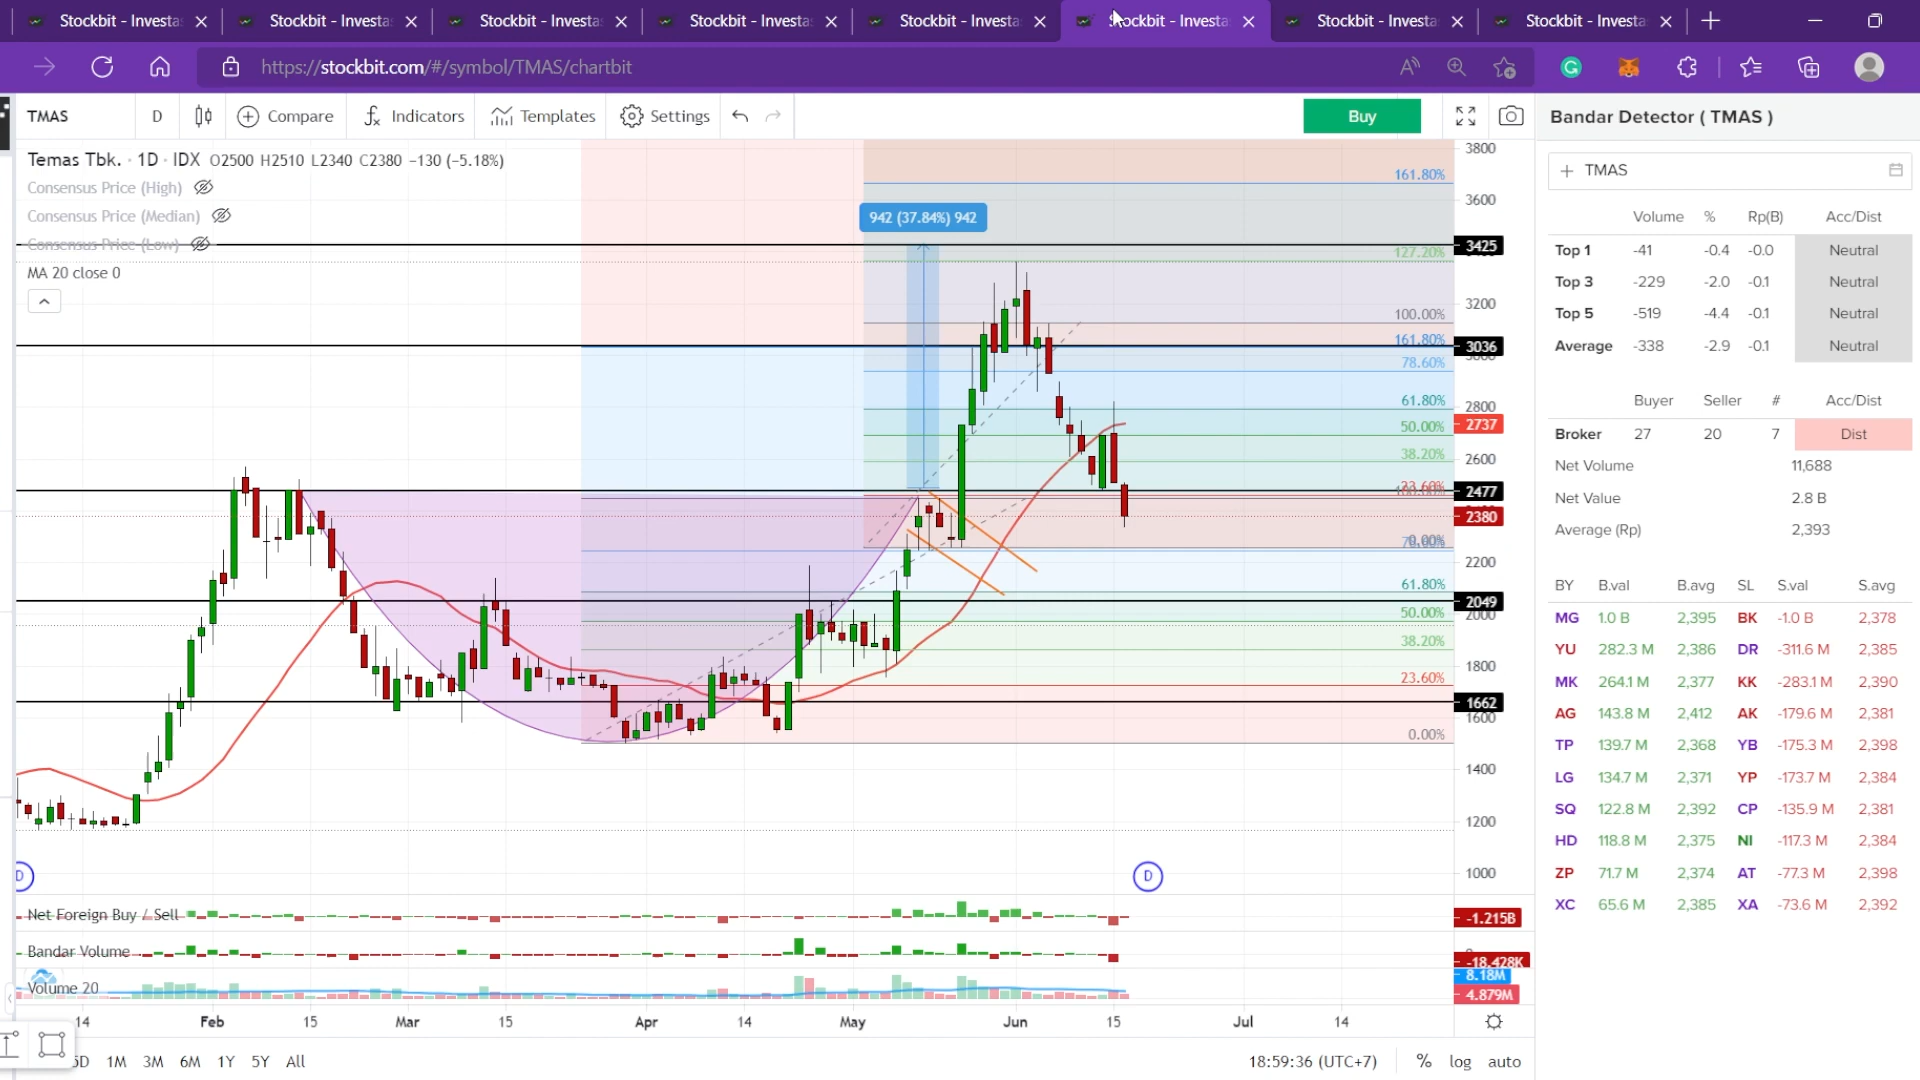 Stockbit - Investas Stockbit - Investas Stockbit - Investas Stockbit - Investas Stockbit - Investas Stockbit - Investas Stockbit - Investa Stockbit - Investa
https://stockbit.com/#/symbol/TMAS/chartbit
TMAS D Compare Indicators Templates Settings Buy
Temas Tbk. · 1D · IDX O2500 H2510 L2340 C2380 -130 (-5.18%)
Consensus Price (High)
Consensus Price (Median)
Consensus Price (Low)
MA 20 close 0
942 (37.84%) 942
161.80%
127.20%
100.00%
161.80%
78.60%
61.80%
50.00%
38.20%
23.60%
61.80%
50.00%
38.20%
23.60%
0.00%
3800
3600
3425
3200
3036
2800
2737
2600
2477
2380
2200
2049
2000
1800
1662
1600
1400
1200
1000
D D
Net Foreign Buy / Sell -1.215B
Bandar Volume -18.428K
Volume 20 8.18M
4.879M
14 Feb 15 Mar 15 Apr 14 May Jun 15 Jul 14
5D 1M 3M 6M 1Y 5Y All 18:59:36 (UTC+7) % log auto
Bandar Detector ( TMAS )
TMAS
Volume % Rp(B) Acc/Dist
Top 1 -41 -0.4 -0.0 Neutral
Top 3 -229 -2.0 -0.1 Neutral
Top 5 -519 -4.4 -0.1 Neutral
Average -338 -2.9 -0.1 Neutral
Buyer Seller # Acc/Dist
Broker 27 20 7 Dist
Net Volume 11,688
Net Value 2.8 B
Average (Rp) 2,393
BY B.val B.avg SL S.val S.avg
MG 1.0 B 2,395 BK -1.0 B 2,378
YU 282.3 M 2,386 DR -311.6 M 2,385
MK 264.1 M 2,377 KK -283.1 M 2,390
AG 143.8 M 2,412 AK -179.6 M 2,381
TP 139.7 M 2,368 YB -175.3 M 2,398
LG 134.7 M 2,371 YP -173.7 M 2,384
SQ 122.8 M 2,392 CP -135.9 M 2,381
HD 118.8 M 2,375 NI -117.3 M 2,384
ZP 71.7 M 2,374 AT -77.3 M 2,398
XC 65.6 M 2,385 XA -73.6 M 2,392